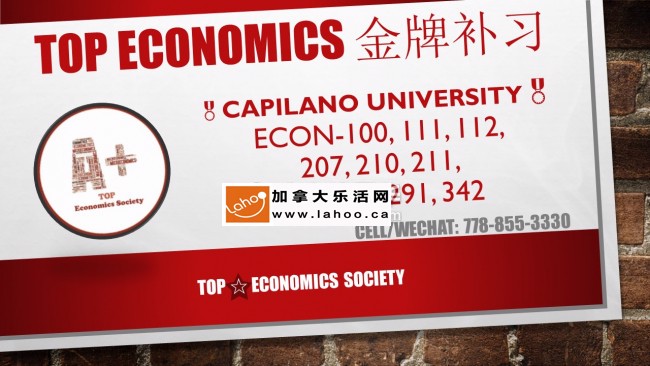 TOP ECONOMICS 金牌补习
CAPILANO UNIVERSITY
ECON-100, 111, 112,
207, 210, 211,
291, 342
CELL/WECHAT: 778-855-3330
A+
TOP
Economics Society
加拿大乐活网
Lahoo
www.lahoo.ca
TOP ☆ ECONOMICS SOCIETY